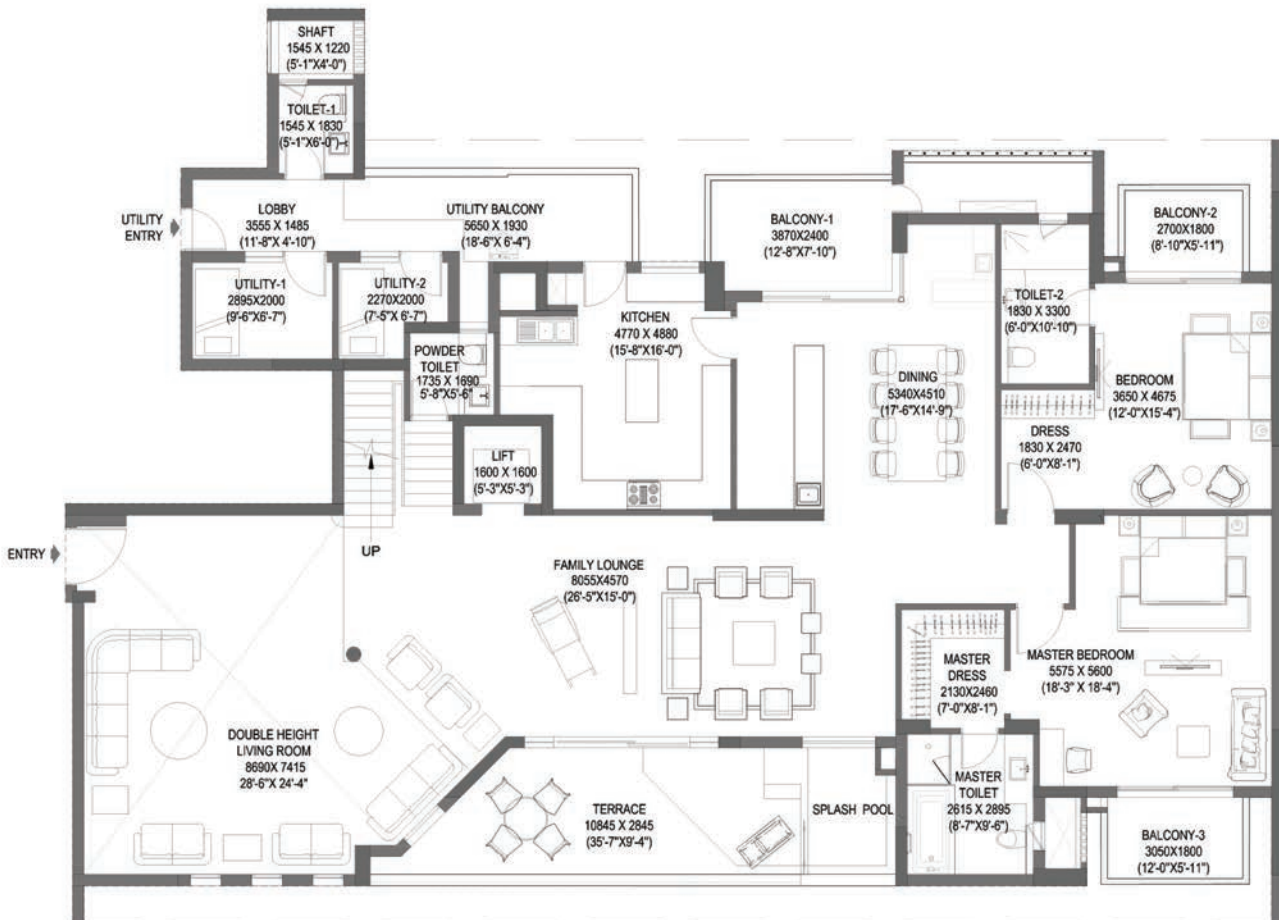 SHAFT
1545 X 1220
(5'-1"X4'-0")
TOILET-1
1545 X 1830
(5'-1"X6'-0")
UTILITY
ENTRY
LOBBY
3555 X 1485
(11'-8"X 4'-10")
UTILITY BALCONY
5650 X 1930
(18'-6"X 6'-4")
BALCONY-1
3870X2400
(12'-8"X7'-10")
BALCONY-2
2700X1800
(8'-10"X5'-11")
UTILITY-1
2895X2000
(9'-6"X6'-7")
UTILITY-2
2270X2000
(7'-5"X 6'-7")
KITCHEN
4770 X 4880
(15'-8"X16'-0")
TOILET-2
1830 X 3300
(6'-0"X10'-10")
POWDER
TOILET
1735 X 1690
5'-8"X5'-6"
DINING
5340X4510
(17'-6"X14'-9")
BEDROOM
3650 X 4675
(12'-0"X15'-4")
DRESS
1830 X 2470
(6'-0"X8'-1")
LIFT
1600 X 1600
(5'-3"X5'-3")
ENTRY
UP
FAMILY LOUNGE
8055X4570
(26'-5"X15'-0")
MASTER
DRESS
2130X2460
(7'-0"X8'-1")
MASTER BEDROOM
5575 X 5600
(18'-3" X 18'-4")
DOUBLE HEIGHT
LIVING ROOM
8690X 7415
28'-6"X 24'-4"
TERRACE
10845 X 2845
(35'-7"X9'-4")
SPLASH POOL
MASTER
TOILET
2615 X 2895
(8'-7"X9'-6")
BALCONY-3
3050X1800
(12'-0"X5'-11")